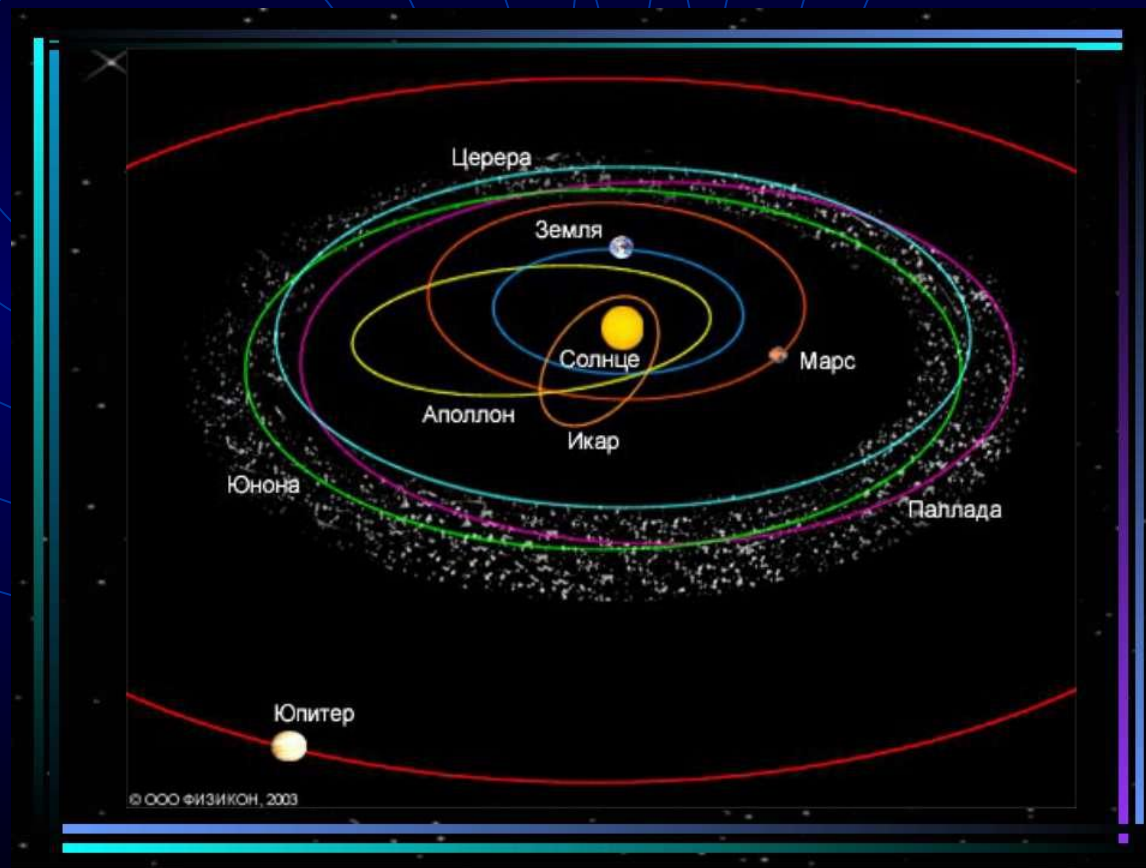 Церера
Земля
Солнце
Марс
Аполлон
Икар
Юнона
Паллада
Юпитер
© ООО ФИЗИКОН, 2003